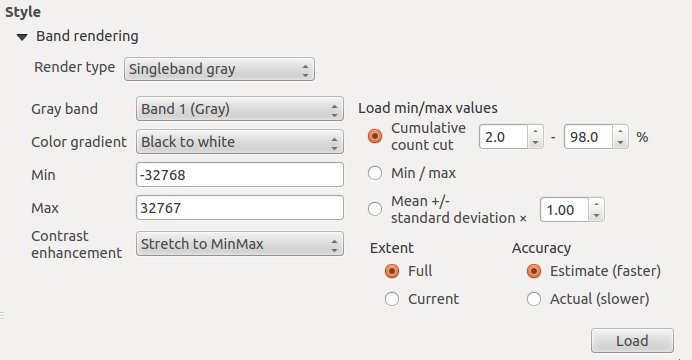 Style
Band rendering
Render type Singleband gray
Gray band Band 1 (Gray)
Color gradient Black to white
Min -32768
Max 32767
Contrast
enhancement Stretch to MinMax
Load min/max values
Cumulative
count cut 2.0 - 98.0 %
Min / max
Mean +/-
standard deviation × 1.00
Extent Accuracy
Full Estimate (faster)
Current Actual (slower)
Load